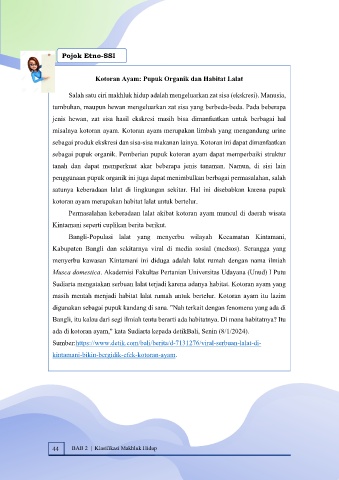 Pojok Etno-SSI
Kotoran Ayam: Pupuk Organik dan Habitat Lalat
Salah satu ciri makhluk hidup adalah mengeluarkan zat sisa (ekskresi). Manusia,
tumbuhan, maupun hewan mengeluarkan zat sisa yang berbeda-beda. Pada beberapa
jenis hewan, zat sisa hasil ekskresi masih bisa dimanfaatkan untuk berbagai hal
misalnya kotoran ayam. Kotoran ayam merupakan limbah yang mengandung urine
sebagai produk ekskresi dan sisa-sisa makanan lainya. Kotoran ini dapat dimanfaatkan
sebagai pupuk organik. Pemberian pupuk kotoran ayam dapat memperbaiki struktur
tanah dan dapat memperkuat akar beberapa jenis tanaman. Namun, di sisi lain
penggunaan pupuk organik ini juga dapat menimbulkan berbagai permasalahan, salah
satunya keberadaan lalat di lingkungan sekitar. Hal ini disebabkan karena pupuk
kotoran ayam merupakan habitat lalat untuk bertelur.
Permasalahan keberadaan lalat akibat kotoran ayam muncul di daerah wisata
Kintamani seperti cuplikan berita berikut.
Bangli-Populasi lalat yang menyerbu wilayah Kecamatan Kintamani,
Kabupaten Bangli dan sekitarnya viral di media sosial (medsos). Serangga yang
menyerbu kawasan Kintamani ini diduga adalah lalat rumah dengan nama ilmiah
Musca domestica. Akademisi Fakultas Pertanian Universitas Udayana (Unud) I Putu
Sudiarta mengatakan serbuan lalat terjadi karena adanya habitat. Kotoran ayam yang
masih mentah menjadi habitat lalat rumah untuk bertelur. Kotoran ayam itu lazim
digunakan sebagai pupuk kandang di sana. "Nah terkait dengan fenomena yang ada di
Bangli, itu kalau dari segi ilmiah tentu berarti ada habitatnya. Di mana habitatnya? Itu
ada di kotoran ayam," kata Sudiarta kepada detikBali, Senin (8/1/2024).
Sumber:https://www.detik.com/bali/berita/d-7131276/viral-serbuan-lalat-di-
kintamani-bikin-bergidik-efek-kotoran-ayam.
44 BAB 2 | Klasifikasi Makhluk Hidup